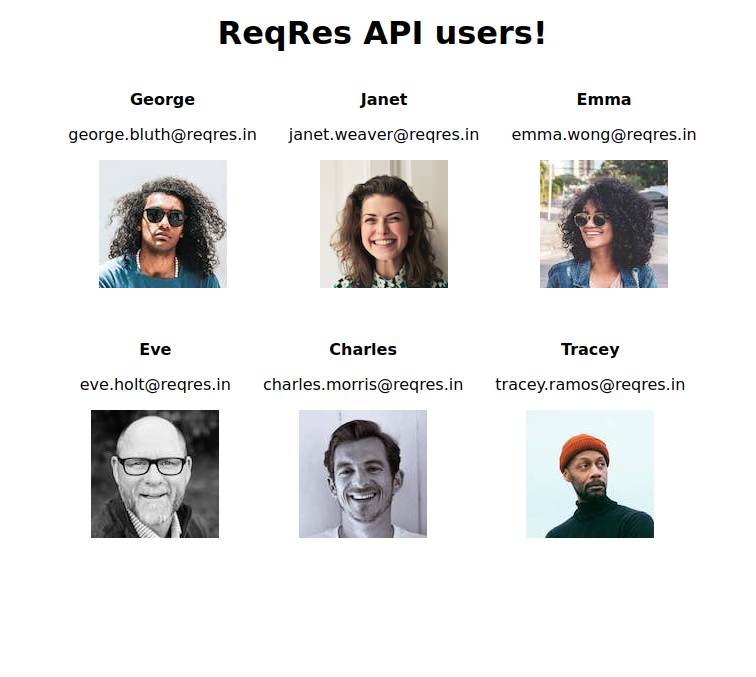 ReqRes API users!
George Janet Emma
george.bluth@reqres.in janet.weaver@reqres.in emma.wong@reqres.in
Eve Charles Tracey
eve.holt@reqres.in charles.morris@reqres.in tracey.ramos@reqres.in